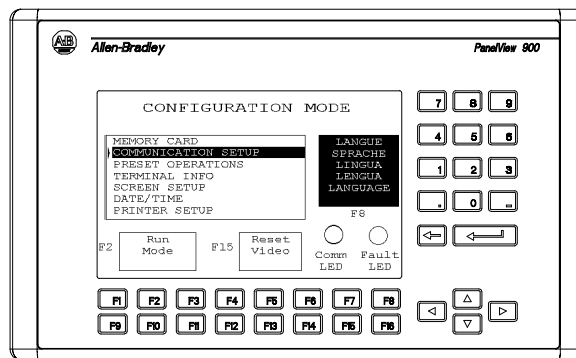 AB
Allen-Bradley
PanelView 900
CONFIGURATION MODE
MEMORY CARD
COMMUNICATION SETUP
PRESET OPERATIONS
TERMINAL INFO
SCREEN SETUP
DATE/TIME
PRINTER SETUP
LANGUE
SPRACHE
LINGUA
LENGUA
LANGUAGE
F8
F2
Run
Mode
F15
Reset
Video
Comm
LED
Fault
LED
7 8 9
4 5 6
1 2 3
. 0 –
F1 F2 F3 F4 F5 F6 F7 F8
F9 F10 F11 F12 F13 F14 F15 F16